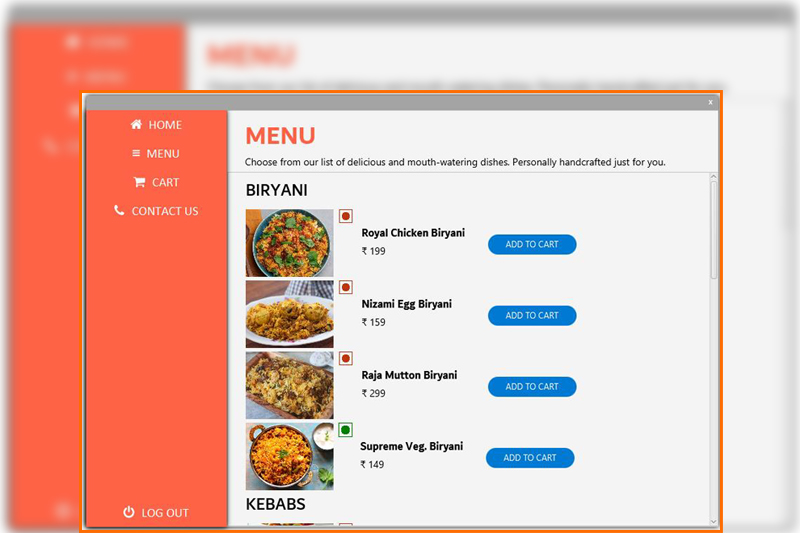 x
HOME
MENU
CART
CONTACT US
LOG OUT
MENU
Choose from our list of delicious and mouth-watering dishes. Personally handcrafted just for you.
BIRYANI
Royal Chicken Biryani
₹ 199
ADD TO CART
Nizami Egg Biryani
₹ 159
ADD TO CART
Raja Mutton Biryani
₹ 299
ADD TO CART
Supreme Veg. Biryani
₹ 149
ADD TO CART
KEBABS